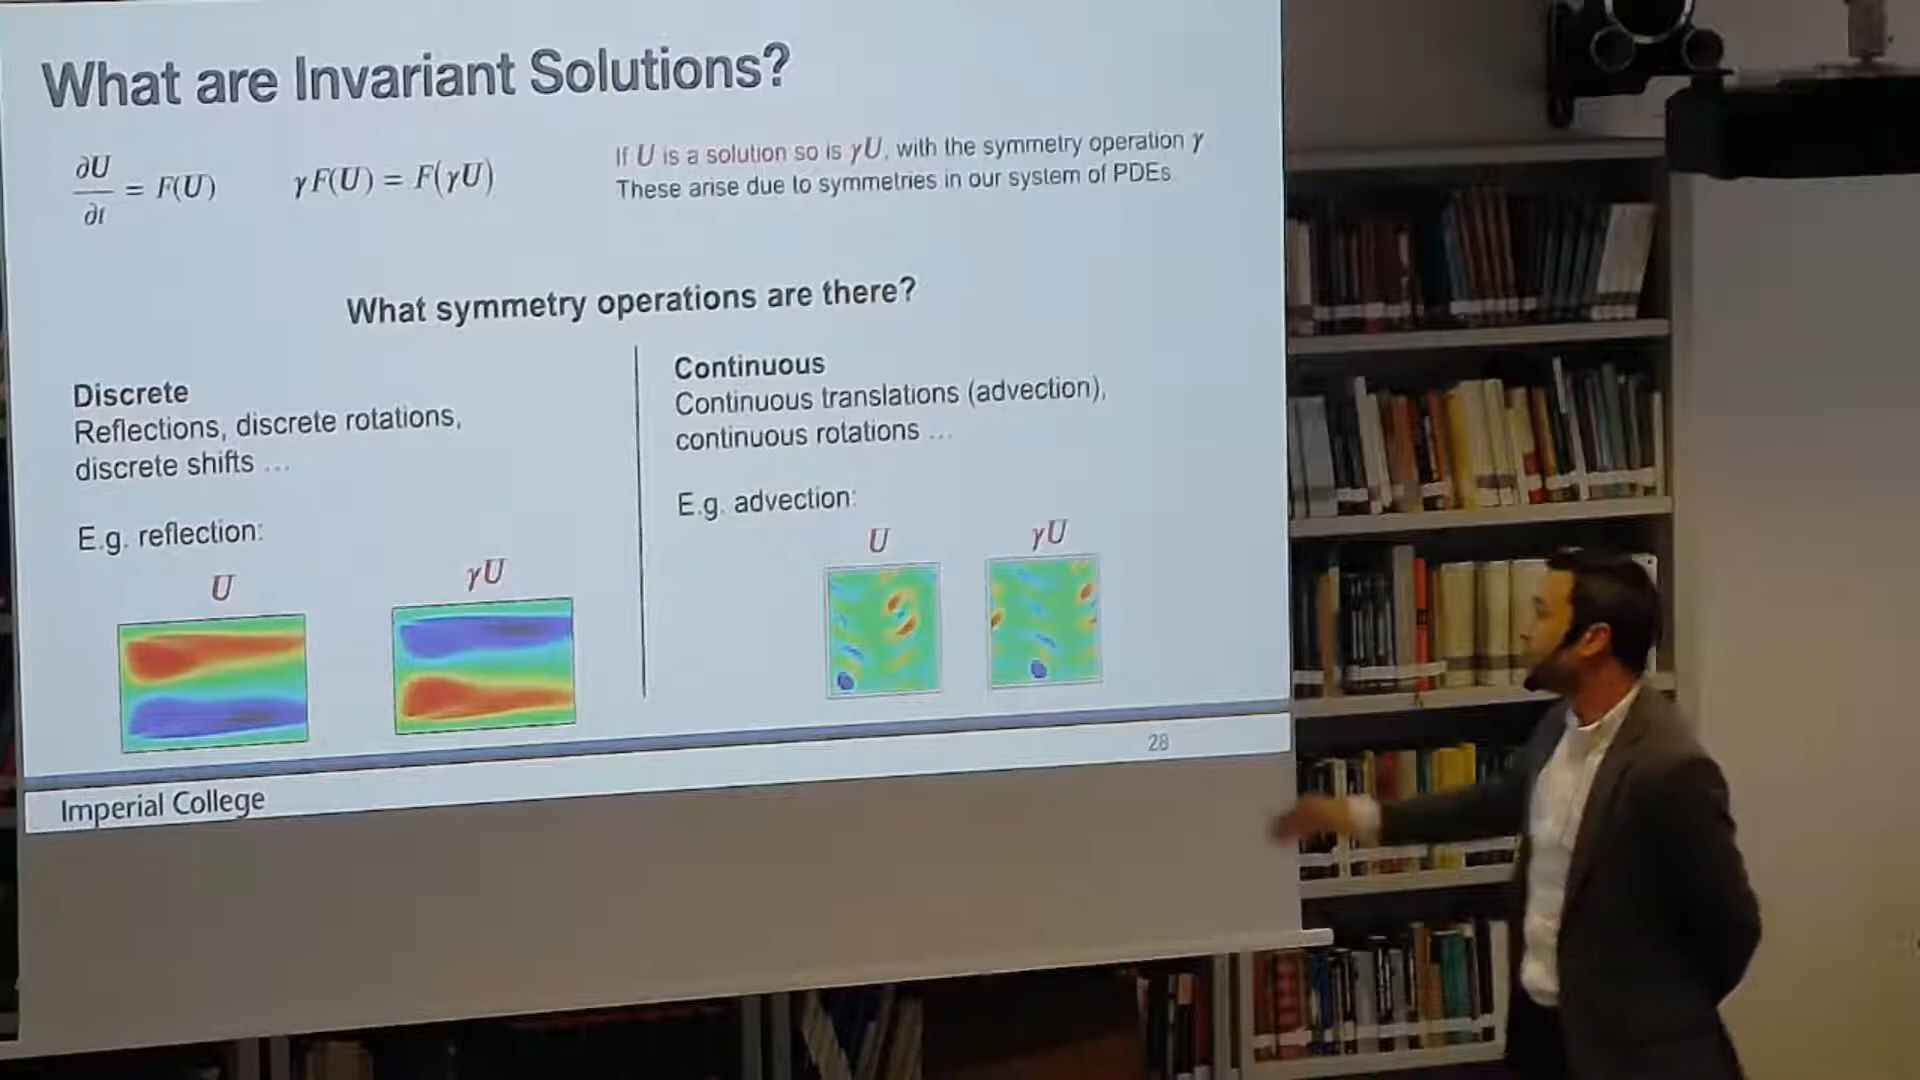 What are Invariant Solutions?
∂U/∂t = F(U)
γF(U) = F(γU)
If U is a solution so is γU, with the symmetry operation γ
These arise due to symmetries in our system of PDEs
What symmetry operations are there?
Discrete
Reflections, discrete rotations,
discrete shifts ...
E.g. reflection:
U
γU
Continuous
Continuous translations (advection),
continuous rotations ...
E.g. advection:
U
γU
28
Imperial College